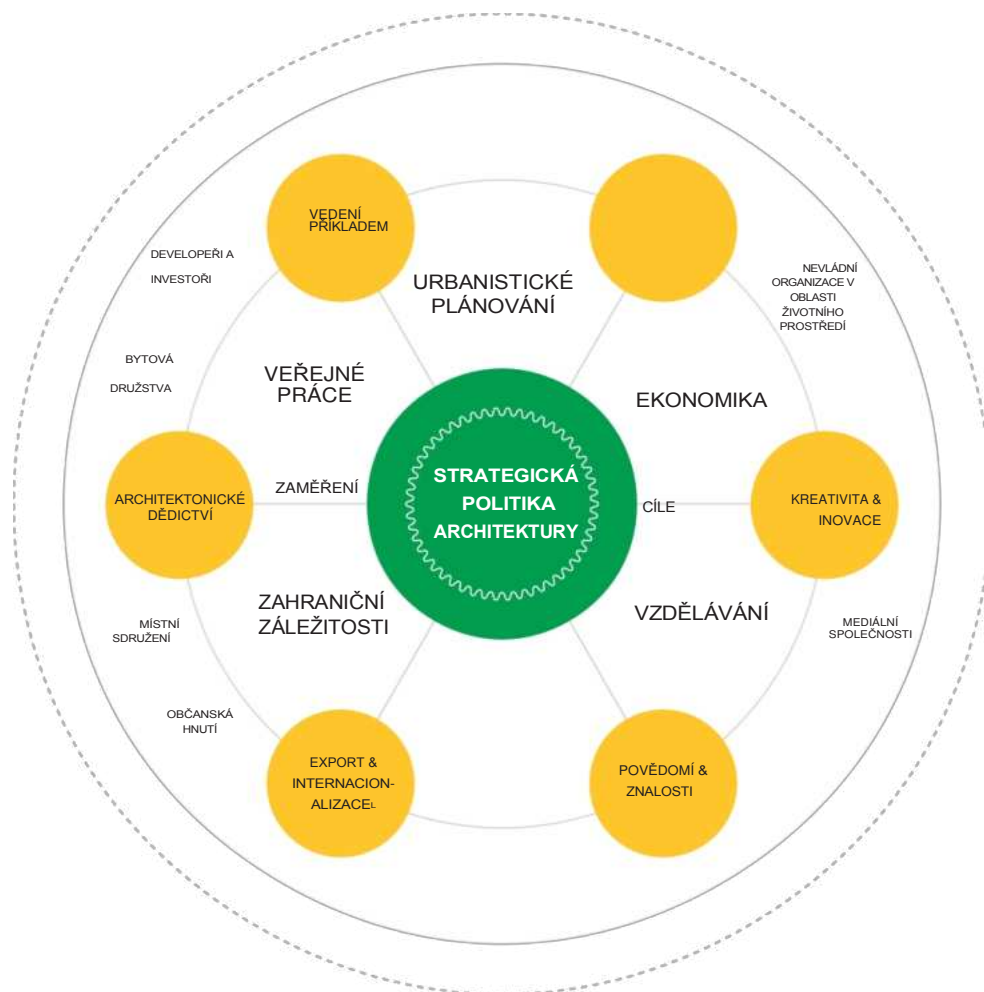 VEDENÍ
PŘÍKLADEM
DEVELOPEŘI A
INVESTOŘI
URBANISTICKÉ
PLÁNOVÁNÍ
NEVLÁDNÍ
ORGANIZACE V
OBLASTI
ŽIVOTNÍHO
PROSTŘEDÍ
BYTOVÁ
DRUŽSTVA
VEŘEJNÉ
PRÁCE
EKONOMIKA
ARCHITEKTONICKÉ
DĚDICTVÍ
ZAMĚŘENÍ
STRATEGICKÁ
POLITIKA
ARCHITEKTURY
CÍLE
KREATIVITA &
INOVACE
ZAHRANIČNÍ
ZÁLEŽITOSTI
VZDĚLÁVÁNÍ
MÍSTNÍ
SDRUŽENÍ
MEDIÁLNÍ
SPOLEČNOSTI
OBČANSKÁ
HNUTÍ
EXPORT &
INTERNACION-
ALIZACEL
POVĚDOMÍ &
ZNALOSTI